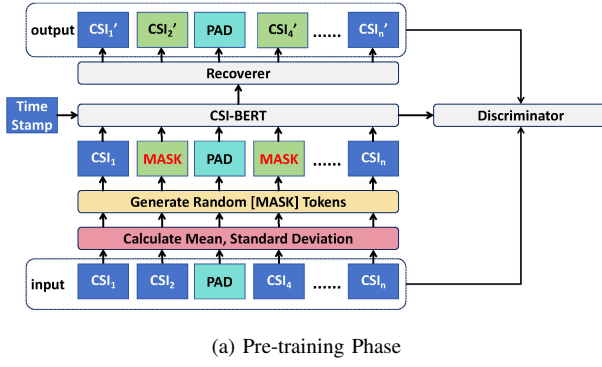 output CSI₁′ CSI₂′ PAD CSI₄′ ...... CSIₙ′
Recoverer
Time
Stamp
CSI-BERT
Discriminator
CSI₁ MASK PAD MASK ...... CSIₙ
Generate Random [MASK] Tokens
Calculate Mean, Standard Deviation
input CSI₁ CSI₂ PAD CSI₄ ...... CSIₙ
(a) Pre-training Phase